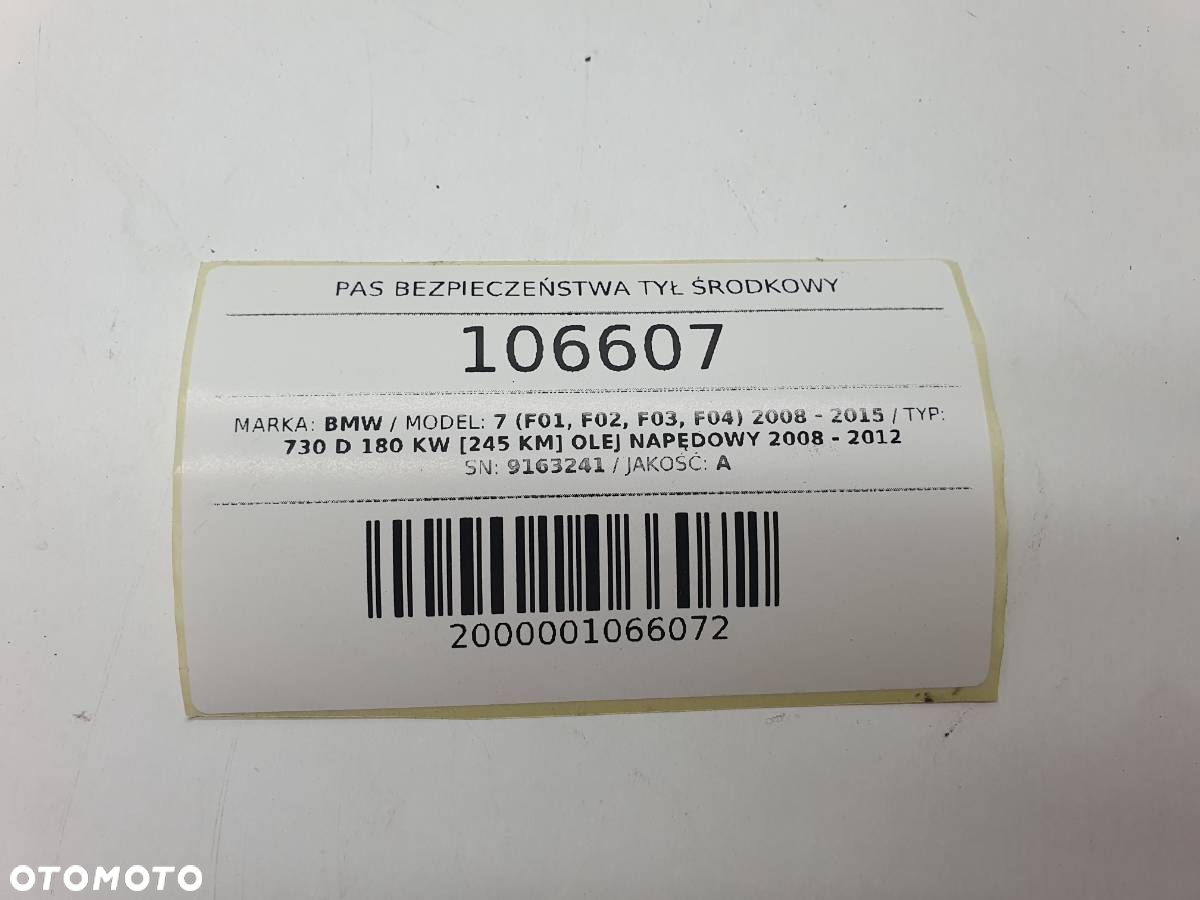 PAS BEZPIECZEŃSTWA TYŁ ŚRODKOWY
106607
MARKA: BMW / MODEL: 7 (F01, F02, F03, F04) 2008 - 2015 / TYP:
730 D 180 KW [245 KM] OLEJ NAPĘDOWY 2008 - 2012
SN: 9163241 / JAKOŚĆ: A
2000001066072
OTOMOTO